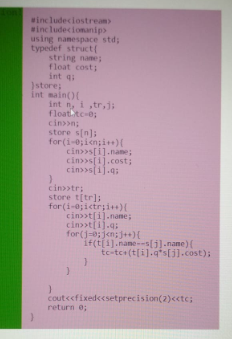 #include<iostream>
#include<iomanip>
using namespace std;
typedef struct{
string name;
float cost;
int q;
}store;
int main(){
int n, i ,tr,j;
float tc=0;
cin>>n;
store s[n];
for(i=0;i<n;i++){
cin>>s[i].name;
cin>>s[i].cost;
cin>>s[i].q;
}
cin>>tr;
store t[tr];
for(i=0;i<tr;i++){
cin>>t[i].name;
cin>>t[i].q;
for(j=0;j<n;j++){
if(t[i].name==s[j].name){
tc=tc+(t[i].q*s[j].cost);
}
}
}
cout<<fixed<<setprecision(2)<<tc;
return 0;
}